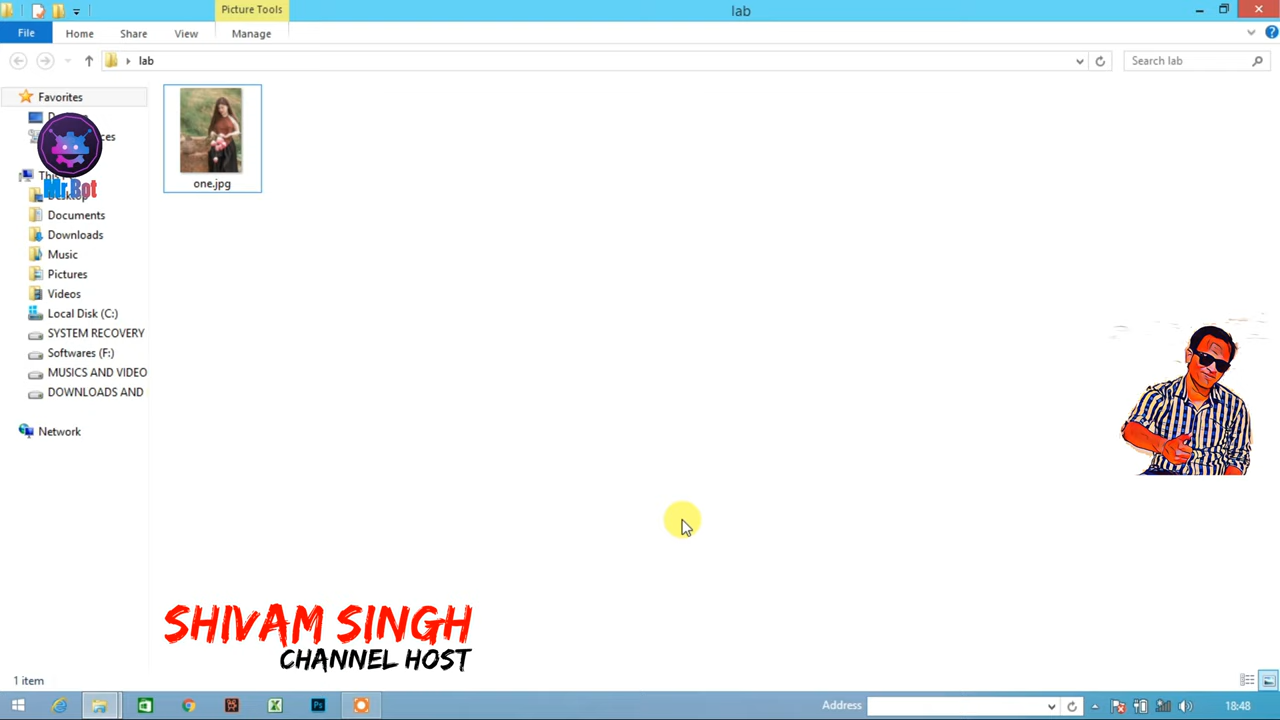 Picture Tools
lab
File
Home
Share
View
Manage
lab
Search lab
Favorites
Mr.Bot
Documents
Downloads
Music
Pictures
Videos
Local Disk (C:)
SYSTEM RECOVERY
Softwares (F:)
MUSICS AND VIDEO
DOWNLOADS AND
Network
one.jpg
SHIVAM SINGH
CHANNEL HOST
1 item
Address
18:48